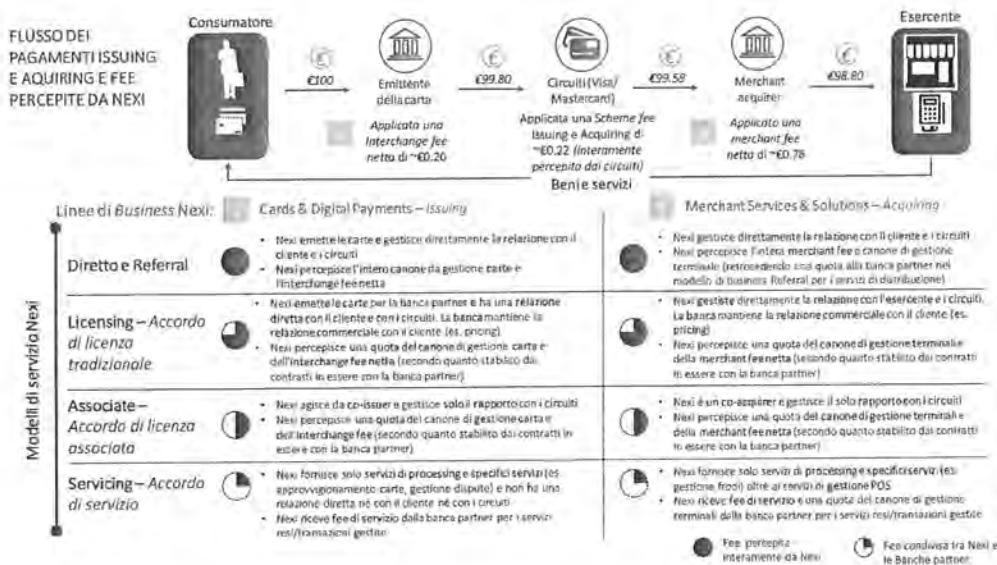 FLUSSO DEI
PAGAMENTI ISSUING
E AQUIRING E FEE
PERCEPITE DA NEXI
Consumatore
€100
Emittente
della carta
Applicata una
Interchange fee
netta di ~€0.20
€99.80
Circuiti (Visa/
Mastercard)
Applicata una Scheme fee
Issuing e Acquiring di
~€0.22 (interamente
percepita dai circuiti)
€99.58
Merchant
acquirer
Applicata una
merchant fee
netta di ~€0.78
€98.80
Esercente
Beni e servizi
Linee di Business Nexi:
Cards & Digital Payments – Issuing
Merchant Services & Solutions – Acquiring
Modelli di servizio Nexi
Diretto e Referral
• Nexi emette le carte e gestisce direttamente la relazione con il
cliente e i circuiti
• Nexi percepisce l'intero canone da gestione carte e
l'interchange fee netta
• Nexi gestisce direttamente la relazione con il cliente e i circuiti
• Nexi percepisce l'intera merchant fee e canone di gestione
terminale (retrocedendo una quota alla banca partner nel
modello di business Referral per i servizi di distribuzione)
Licensing – Accordo
di licenza
tradizionale
• Nexi emette le carte per la banca partner e ha una relazione
diretta con il cliente e con i circuiti. La banca mantiene la
relazione commerciale con il cliente (es. pricing)
• Nexi percepisce una quota del canone di gestione carta e
dell'interchange fee netta (secondo quanto stabilito dai
contratti in essere con la banca partner)
• Nexi gestiste direttamente la relazione con l'esercente e i circuiti.
La banca mantiene la relazione commerciale con il cliente (es.
pricing)
• Nexi percepisce una quota del canone di gestione terminali e
della merchant fee netta (secondo quanto stabilito dai contratti
in essere con la banca partner)
Associate –
Accordo di licenza
associata
• Nexi agisce da co-issuer e gestisce solo il rapporto con i circuiti
• Nexi percepisce una quota del canone di gestione carta e
dell'interchange fee (secondo quanto stabilito dai contratti in
essere con la banca partner)
• Nexi è un co-acquirer e gestisce il solo rapporto con i circuiti
• Nexi percepisce una quota del canone di gestione terminali e
della merchant fee netta (secondo quanto stabilito dai contratti
in essere con la banca partner)
Servicing – Accordo
di servizio
• Nexi fornisce solo servizi di processing e specifici servizi (es.
approvvigionamento carte, gestione dispute) e non ha una
relazione diretta né con il cliente né con i circuiti
• Nexi riceve fee di servizio dalla banca partner per i servizi
resi/transazioni gestite
• Nexi fornisce solo servizi di processing e specifici servizi (es.
gestione frodi) oltre ai servizi di gestione POS
• Nexi riceve fee di servizio e una quota del canone di gestione
terminali dalla banca partner per i servizi resi/transazioni gestite
Fee percepita
interamente da Nexi
Fee condivisa tra Nexi e
le Banche partner